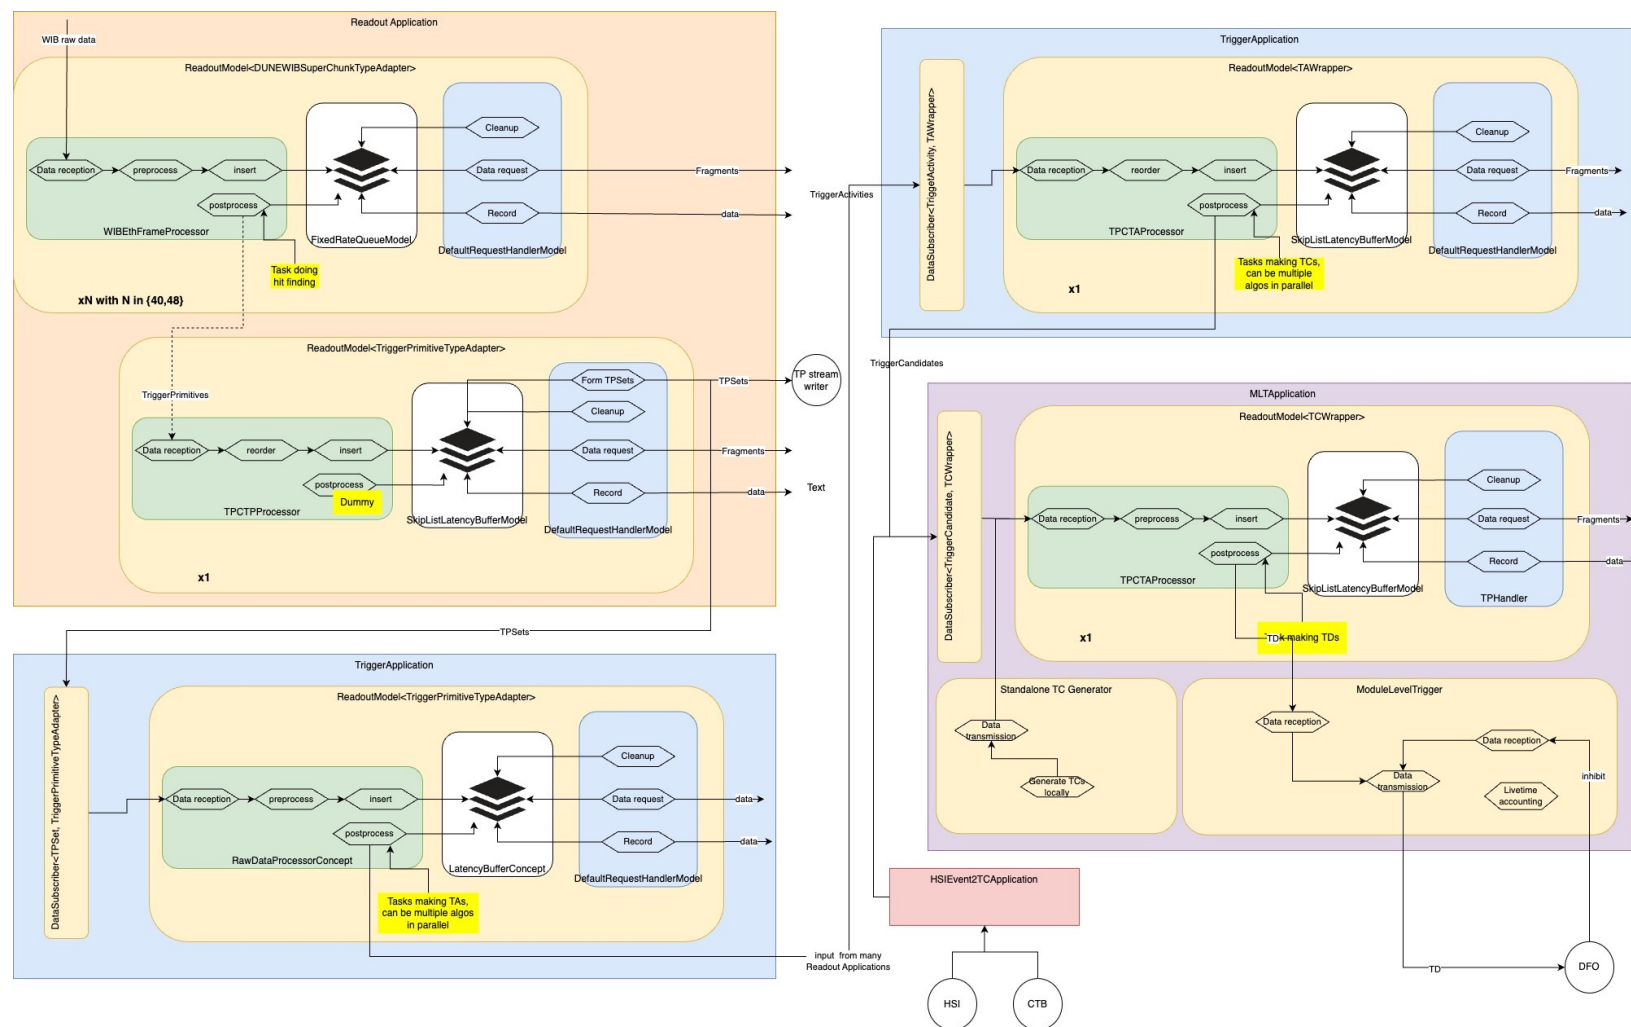 Readout Application
WIB raw data
ReadoutModel<DUNEWIBSuperChunkTypeAdapter>
Cleanup
Data reception
preprocess
insert
Data request
Fragments
postprocess
Record
data
WIBEthFrameProcessor
FixedRateQueueModel
DefaultRequestHandlerModel
Task doing
hit finding
xN with N in {40,48}
ReadoutModel<TriggerPrimitiveTypeAdapter>
Form TPSets
TPSets
TP stream
writer
TriggerPrimitives
Cleanup
Data reception
reorder
insert
Data request
Fragments
postprocess
Dummy
Record
data
Text
TPCTPProcessor
SkipListLatencyBufferModel
DefaultRequestHandlerModel
x1
TPSets
TriggerApplication
DataSubscriber<TPSet, TriggerPrimitiveTypeAdapter>
ReadoutModel<TriggerPrimitiveTypeAdapter>
Cleanup
Data reception
preprocess
insert
Data request
data
postprocess
Record
data
RawDataProcessorConcept
LatencyBufferConcept
DefaultRequestHandlerModel
Tasks making TAs,
can be multiple algos
in parallel
input from many
Readout Applications
TriggerActivities
TriggerApplication
DataSubscriber<TriggetActivity, TAWrapper>
ReadoutModel<TAWrapper>
Cleanup
Data reception
reorder
insert
Data request
Fragments
postprocess
Record
data
TPCTAProcessor
SkipListLatencyBufferModel
DefaultRequestHandlerModel
Tasks making TCs,
can be multiple
algos in parallel
x1
TriggerCandidates
MLTApplication
DataSubscriber<TriggerCandidate, TCWrapper>
ReadoutModel<TCWrapper>
Cleanup
Data reception
preprocess
insert
Data request
Fragments
postprocess
Record
data
TPCTAProcessor
SkipListLatencyBufferModel
TPHandler
x1
TD
making TDs
Standalone TC Generator
Data
transmission
Generate TCs
locally
ModuleLevelTrigger
Data reception
Data reception
Data
transmission
inhibit
Livetime
accounting
HSIEvent2TCApplication
HSI
CTB
TD
DFO